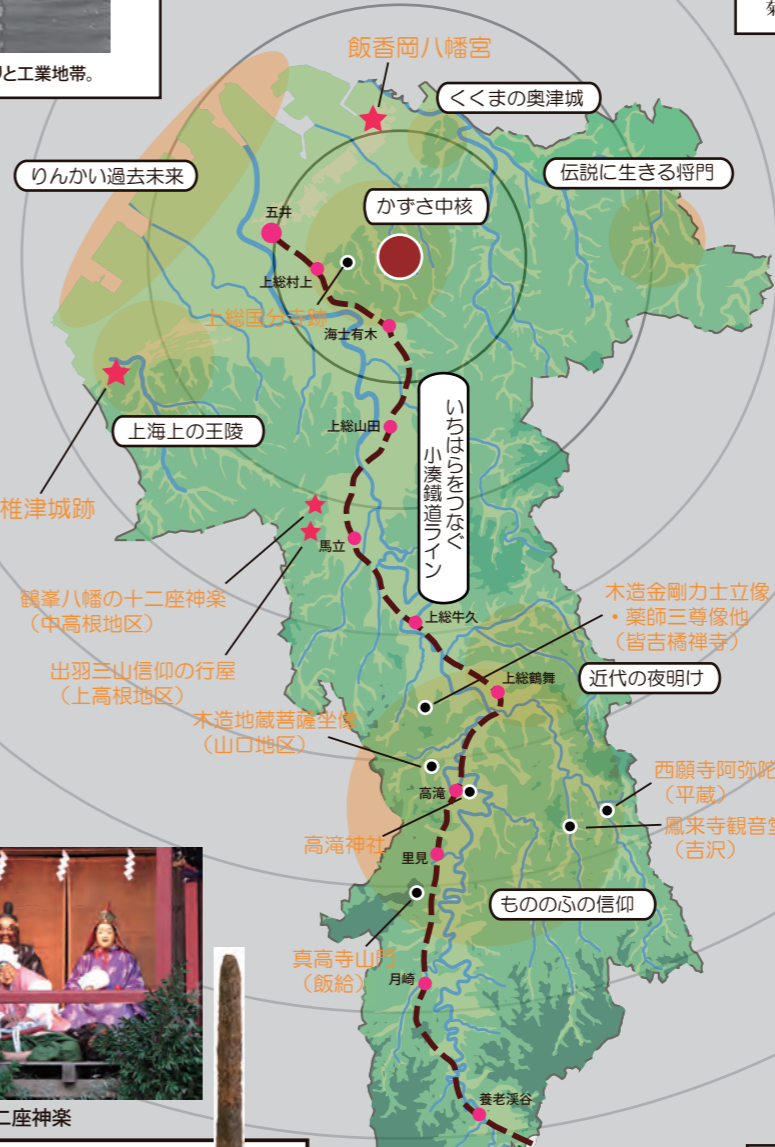 りと工業地帯。
飯香岡八幡宮
くくまの奥津城
りんかい過去未来
伝説に生きる将門
かずさ中核
五井
上総村上
上総国分寺跡
海士有木
上海上の王陵
上総山田
いちはらをつなぐ
小湊鐵道ライン
椎津城跡
馬立
鶴峯八幡の十二座神楽
(中高根地区)
上総牛久
木造金剛力士立像
・薬師三尊像他
(皆吉橘禅寺)
出羽三山信仰の行屋
(上高根地区)
上総鶴舞
近代の夜明け
木造地蔵菩薩坐像
(山口地区)
西願寺阿弥陀
(平蔵)
高滝
高滝神社
鳳来寺観音堂
(吉沢)
里見
もののふの信仰
真高寺山門
(飯給)
月崎
養老渓谷
二座神楽